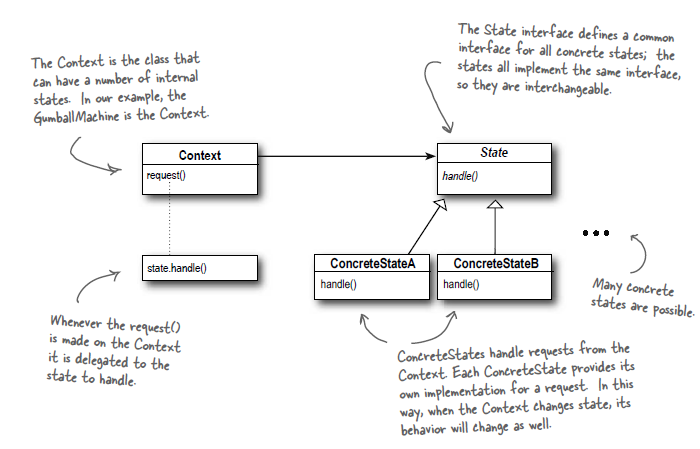 The Context is the class that
can have a number of internal
states. In our example, the
GumballMachine is the Context.
The State interface defines a common
interface for all concrete states; the
states all implement the same interface,
so they are interchangeable.
Context
request()
State
handle()
state.handle()
ConcreteStateA
handle()
ConcreteStateB
handle()
Many concrete
states are possible.
Whenever the request()
is made on the Context
it is delegated to the
state to handle.
ConcreteStates handle requests from the
Context. Each ConcreteState provides its
own implementation for a request. In this
way, when the Context changes state, its
behavior will change as well.